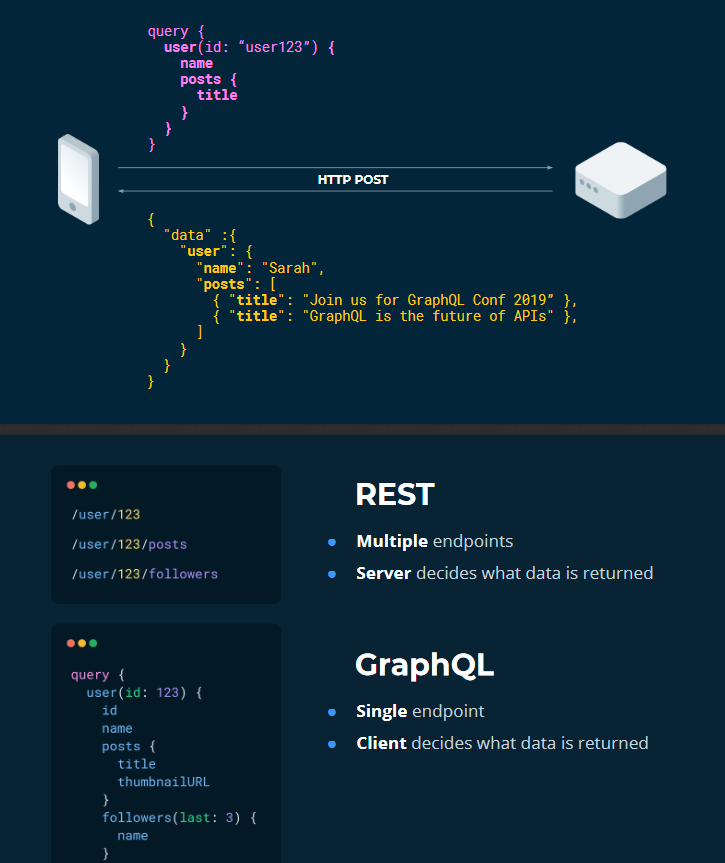 query {
  user(id: “user123”) {
    name
    posts {
      title
    }
  }
}
HTTP POST
{
  "data" :{
    "user": {
      "name": "Sarah",
      "posts": [
        { "title": "Join us for GraphQL Conf 2019” },
        { "title": "GraphQL is the future of APIs" },
      ]
    }
  }
}
/user/123
/user/123/posts
/user/123/followers
REST
• Multiple endpoints
• Server decides what data is returned
query {
  user(id: 123) {
    id
    name
    posts {
      title
      thumbnailURL
    }
    followers(last: 3) {
      name
    }
GraphQL
• Single endpoint
• Client decides what data is returned